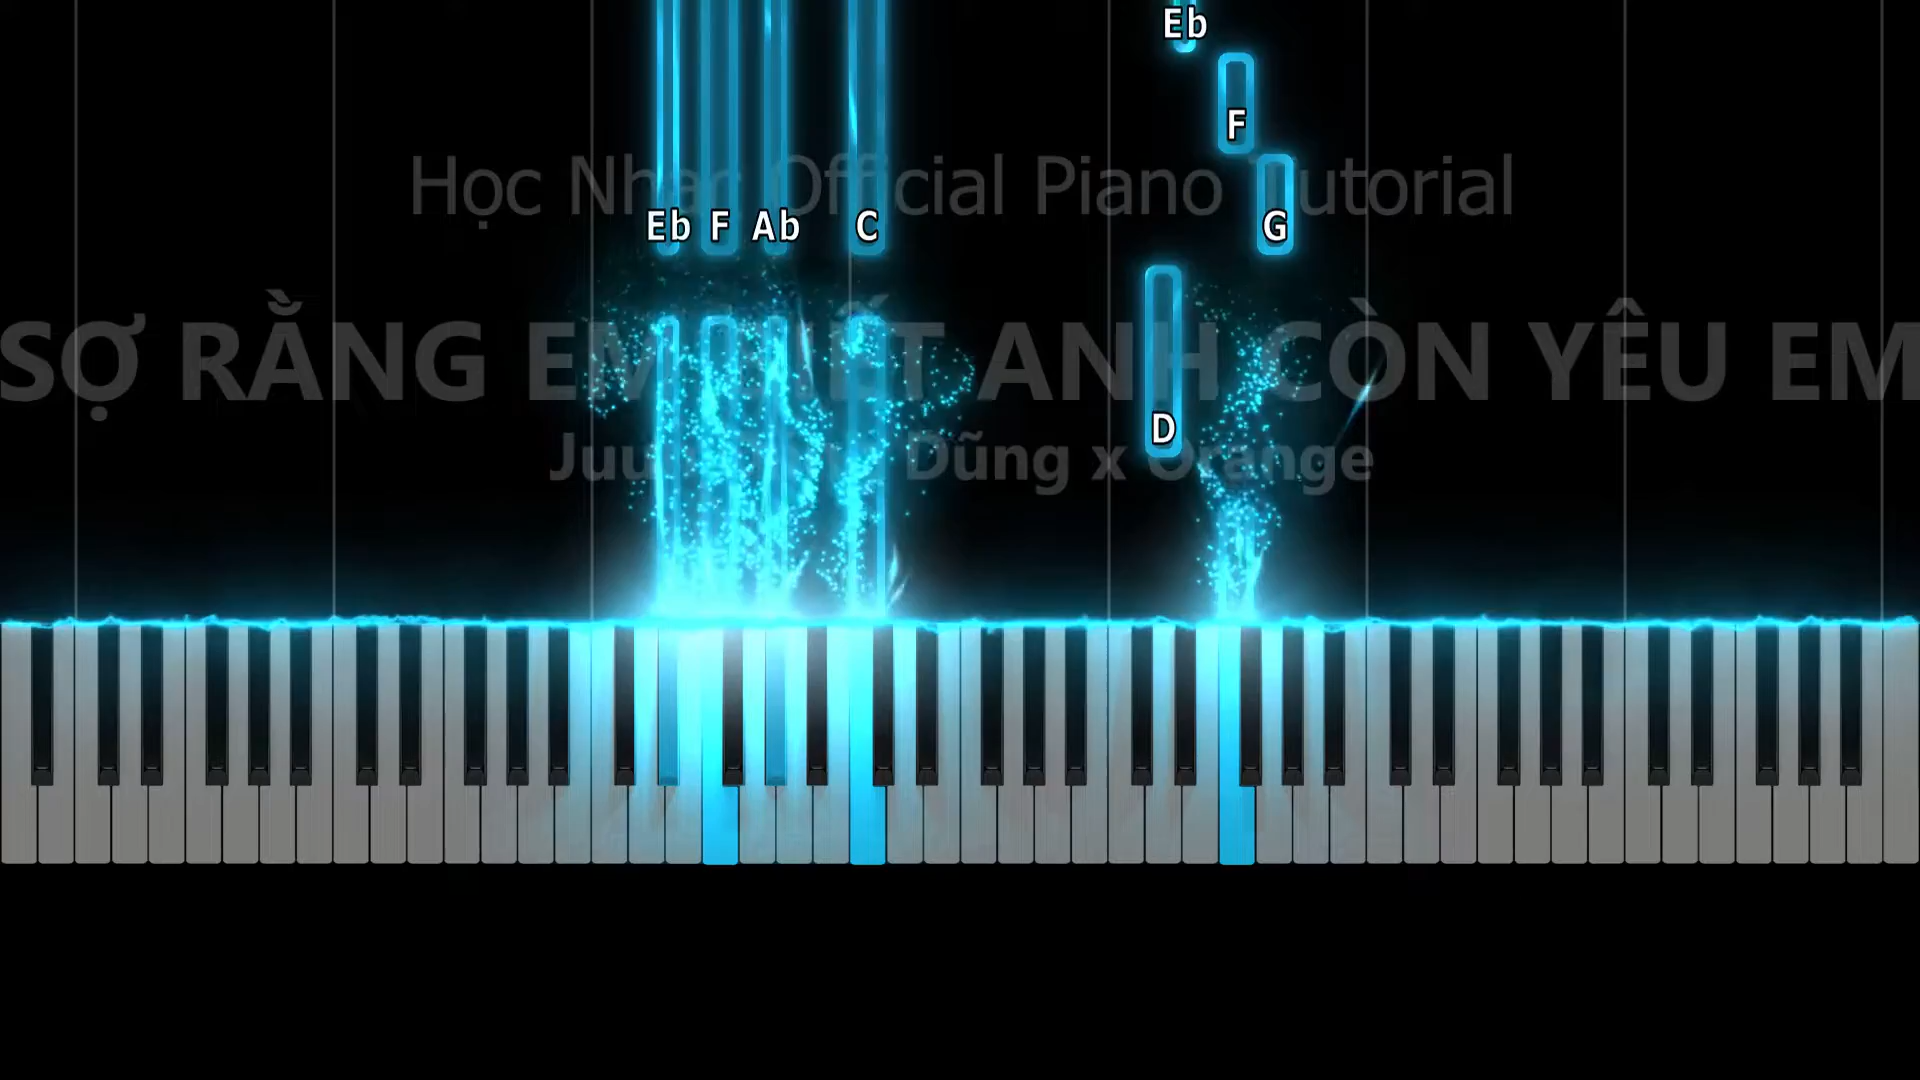 Eb
F
Học Nhạc Official Piano Tutorial
Eb F Ab C G
SỢ RẰNG EM BIẾT ANH CÒN YÊU EM
D
Dũng x Orange